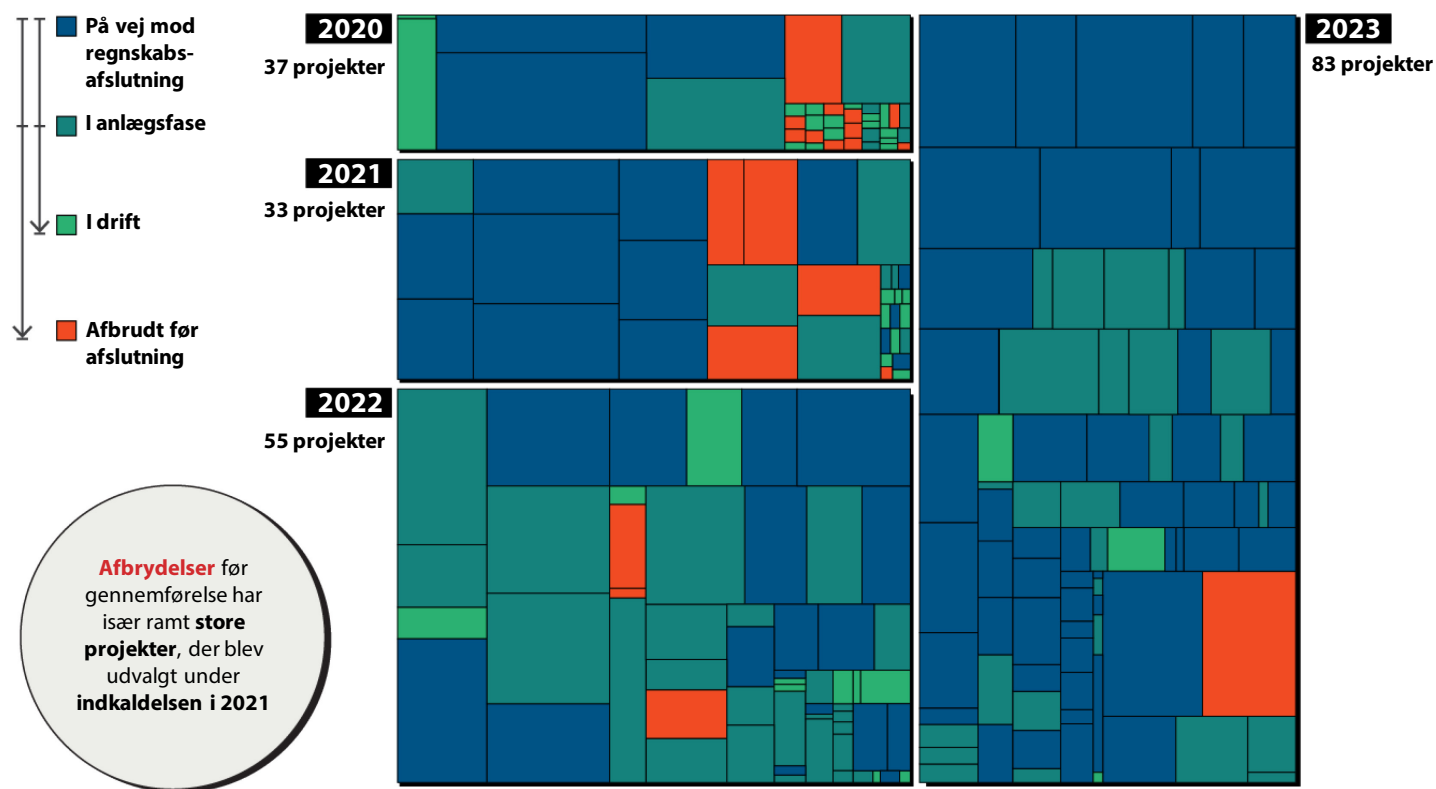 På vej mod
regnskabs-
afslutning
I anlægsfase
I drift
Afbrudt før
afslutning
2020
37 projekter
2021
33 projekter
2022
55 projekter
2023
83 projekter
Afbrydelser før
gennemførelse har
især ramt store
projekter, der blev
udvalgt under
indkaldelsen i 2021